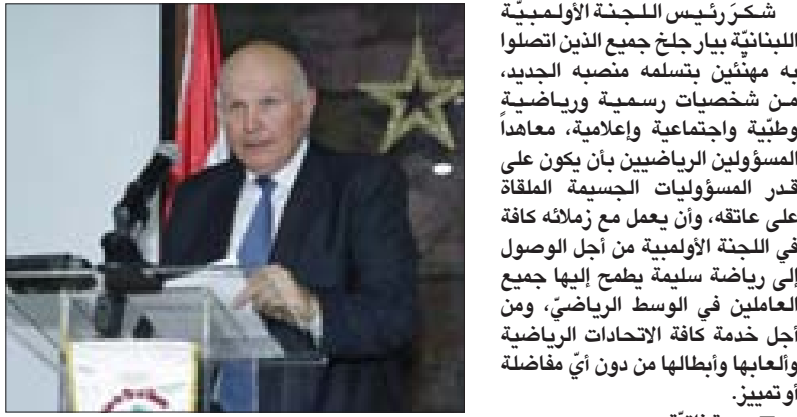 شكرَ رئيس اللجنة الأولمبيّة
اللبنانيّة بيار جلخ جميع الذين اتصلوا
به مهنّئين بتسلمه منصبه الجديد،
من شخصيات رسمية ورياضية
وطبّية واجتماعية وإعلامية، معاهداً
المسؤولين الرياضيين بأن يكون على
قدر المسؤوليات الجسيمة الملقاة
على عاتقه، وأن يعمل مع زملائه كافة
في اللجنة الأولمبية من أجل الوصول
إلى رياضة سليمة يطمح إليها جميع
العاملين في الوسط الرياضيّ، ومن
أجل خدمة كافة الاتحادات الرياضية
وألعابها وأبطالها من دون أيّ مفاضلة
أو تمييز.